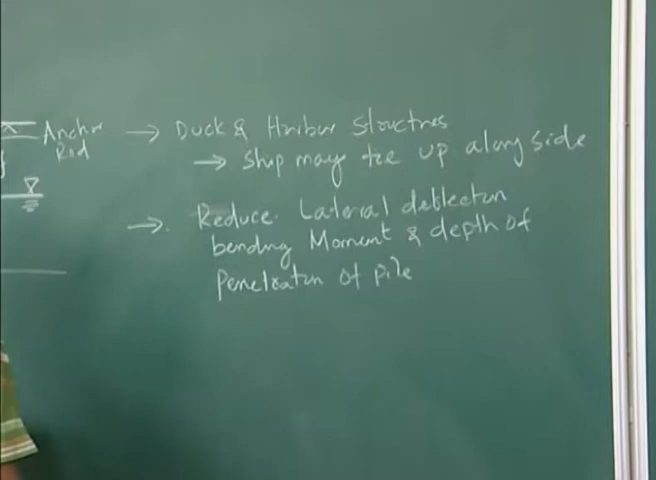 Anchor
Rod
→ Duck & Harbor Structures
→ Ship may tie up along side
→ Reduce Lateral deflection
bending Moment & depth of
Penetration of pile